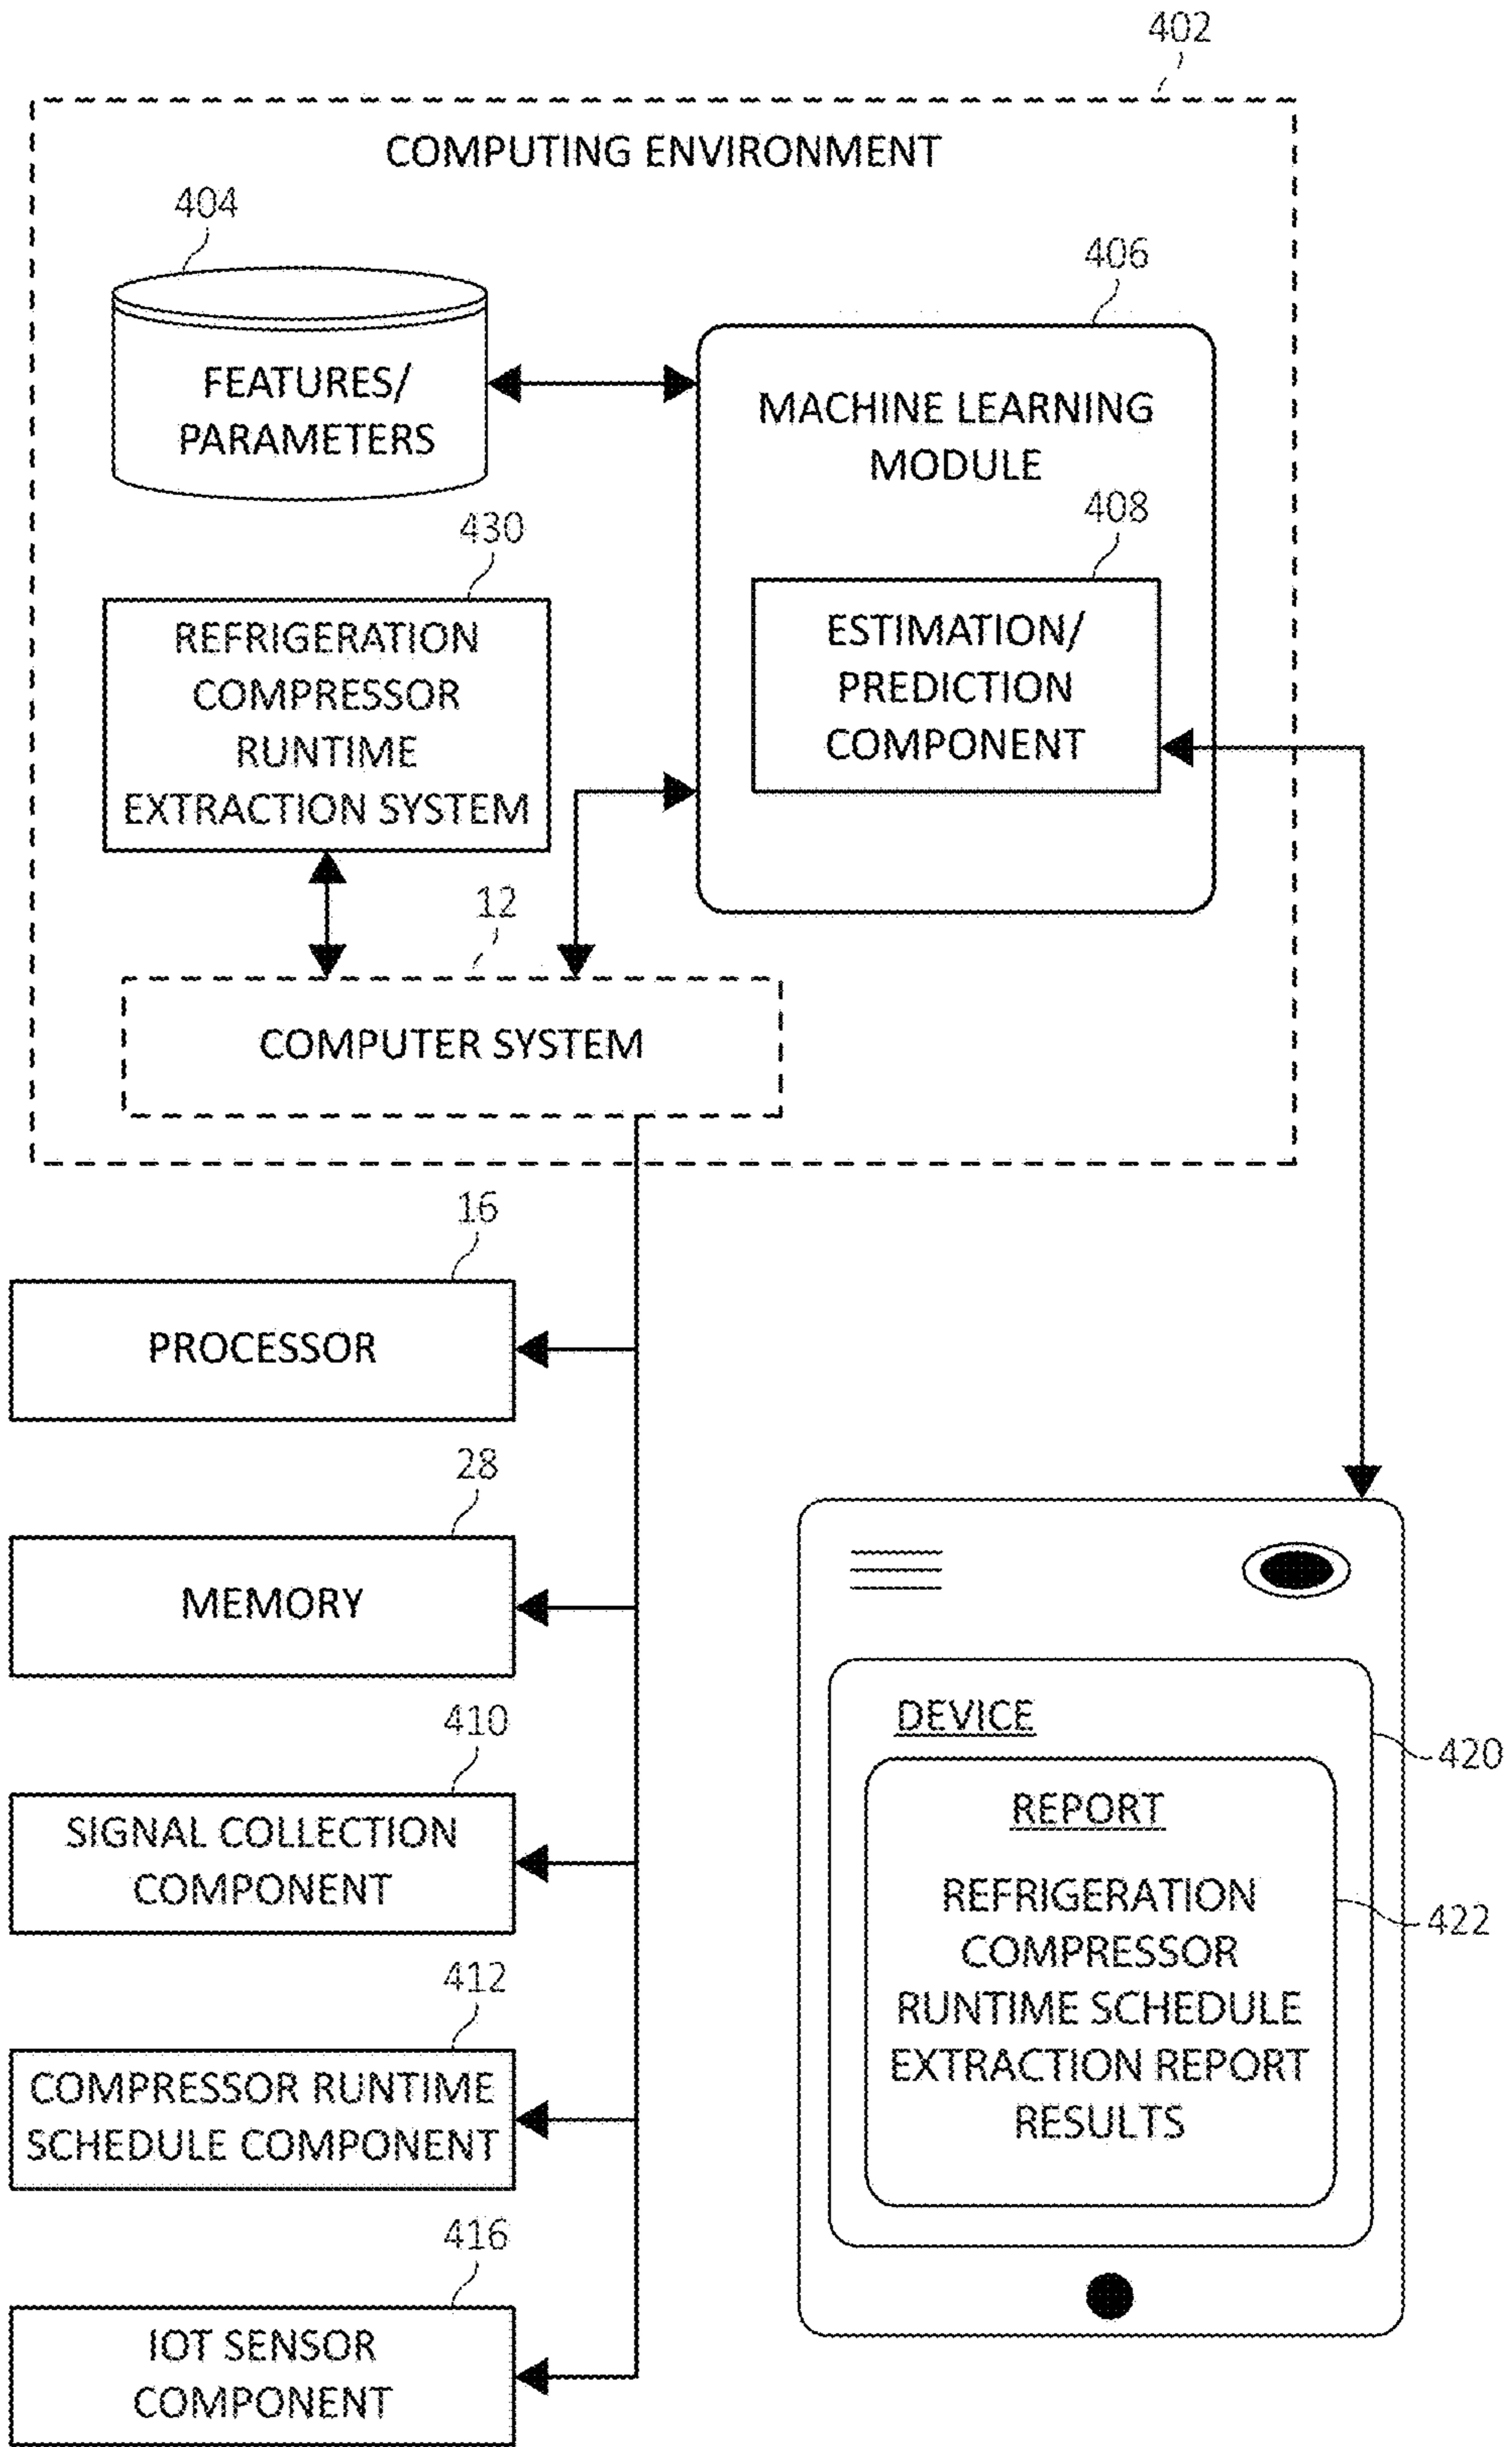 402
COMPUTING ENVIRONMENT
404
FEATURES/
PARAMETERS
406
MACHINE LEARNING
MODULE
408
ESTIMATION/
PREDICTION
COMPONENT
430
REFRIGERATION
COMPRESSOR
RUNTIME
EXTRACTION SYSTEM
12
COMPUTER SYSTEM
16
PROCESSOR
28
MEMORY
410
SIGNAL COLLECTION
COMPONENT
412
COMPRESSOR RUNTIME
SCHEDULE COMPONENT
416
IOT SENSOR
COMPONENT
DEVICE
420
REPORT
REFRIGERATION
COMPRESSOR
RUNTIME SCHEDULE
EXTRACTION REPORT
RESULTS
422